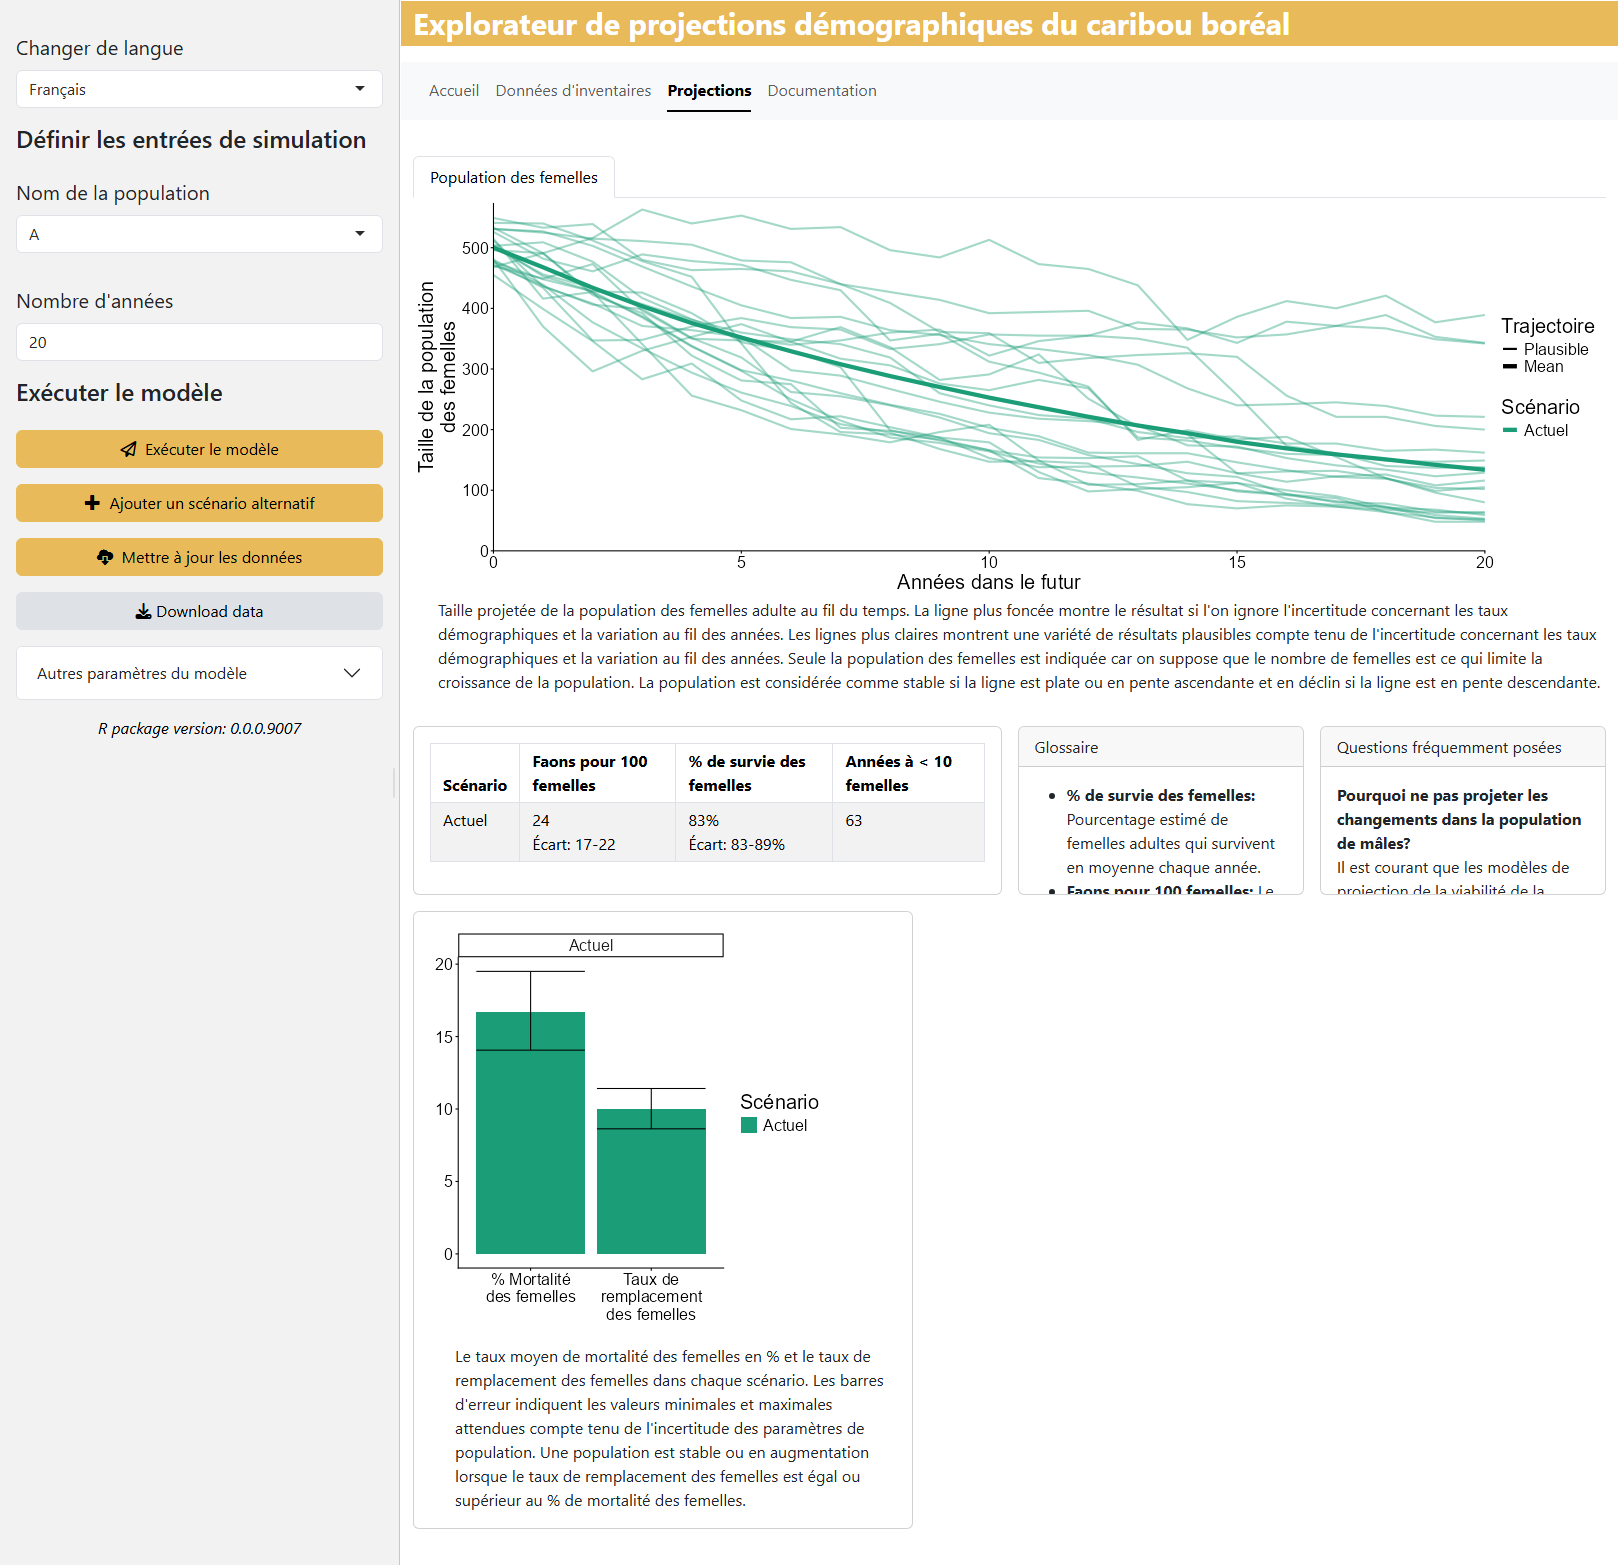 Changer de langue
Français
Définir les entrées de simulation
Nom de la population
A
Nombre d'années
20
Exécuter le modèle
Exécuter le modèle
Ajouter un scénario alternatif
Mettre à jour les données
Download data
Autres paramètres du modèle
R package version: 0.0.0.9007
Explorateur de projections démographiques du caribou boréal
Accueil Données d'inventaires Projections Documentation
Population des femelles
Taille de la population
des femelles
500
400
300
200
100
0
0 5 10 15 20
Années dans le futur
Trajectoire
Plausible
Mean
Scénario
Actuel
Taille projetée de la population des femelles adulte au fil du temps. La ligne plus foncée montre le résultat si l'on ignore l'incertitude concernant les taux
démographiques et la variation au fil des années. Les lignes plus claires montrent une variété de résultats plausibles compte tenu de l'incertitude concernant les taux
démographiques et la variation au fil des années. Seule la population des femelles est indiquée car on suppose que le nombre de femelles est ce qui limite la
croissance de la population. La population est considérée comme stable si la ligne est plate ou en pente ascendante et en déclin si la ligne est en pente descendante.
Scénario Faons pour 100 femelles % de survie des femelles Années à < 10 femelles
Actuel 24 83% 63
Écart: 17-22 Écart: 83-89%
Glossaire
% de survie des femelles:
Pourcentage estimé de
femelles adultes qui survivent
en moyenne chaque année.
Faons pour 100 femelles: Le
Questions fréquemment posées
Pourquoi ne pas projeter les
changements dans la population
de mâles?
Il est courant que les modèles de
projection de la viabilité de la
Actuel
20
15
10
5
0
% Mortalité
des femelles
Taux de
remplacement
des femelles
Scénario
Actuel
Le taux moyen de mortalité des femelles en % et le taux de
remplacement des femelles dans chaque scénario. Les barres
d'erreur indiquent les valeurs minimales et maximales
attendues compte tenu de l'incertitude des paramètres de
population. Une population est stable ou en augmentation
lorsque le taux de remplacement des femelles est égal ou
supérieur au % de mortalité des femelles.